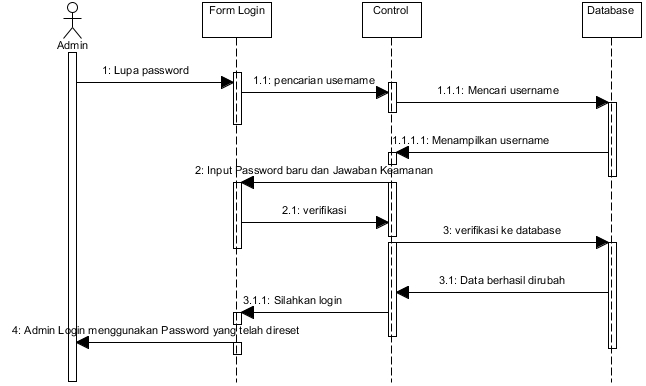 Form Login
Control
Database
Admin
1: Lupa password
1.1: pencarian username
1.1.1: Mencari username
1.1.1.1: Menampilkan username
2: Input Password baru dan Jawaban Keamanan
2.1: verifikasi
3: verifikasi ke database
3.1: Data berhasil dirubah
3.1.1: Silahkan login
4: Admin Login menggunakan Password yang telah direset